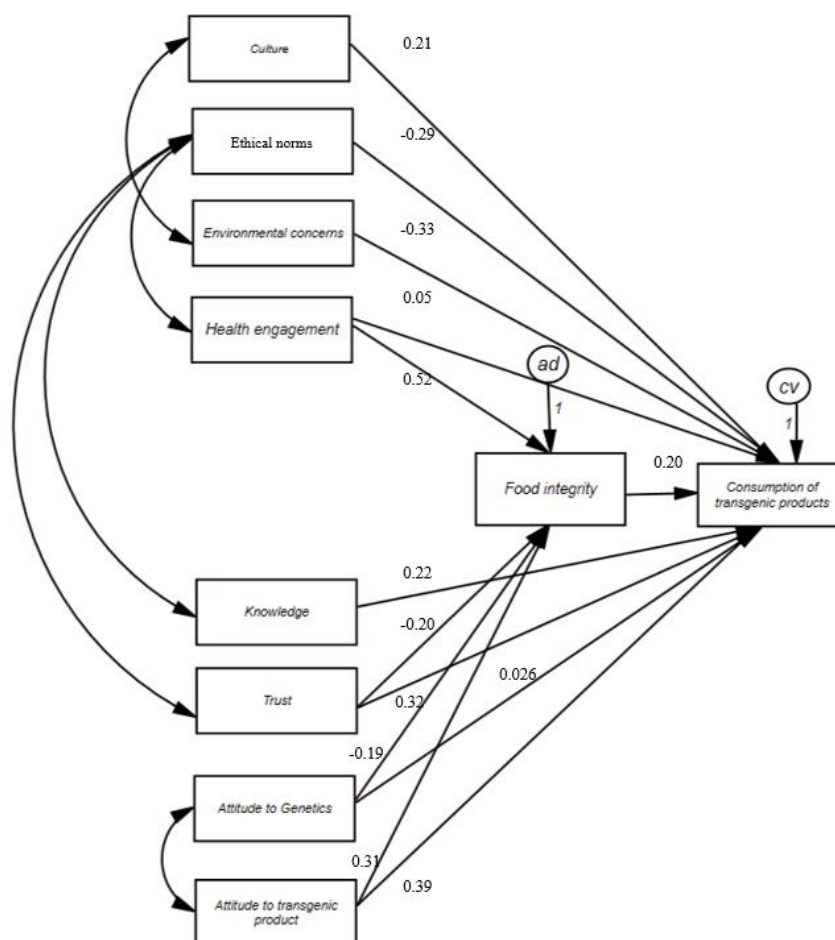 Culture
0.21
Ethical norms
-0.29
Environmental concerns
-0.33
Health engagement
0.05
0.52
ad
1
cv
1
Food integrity
0.20
Consumption of
transgenic products
Knowledge
0.22
-0.20
Trust
0.32
0.026
-0.19
Attitude to Genetics
0.31
0.39
Attitude to transgenic
product